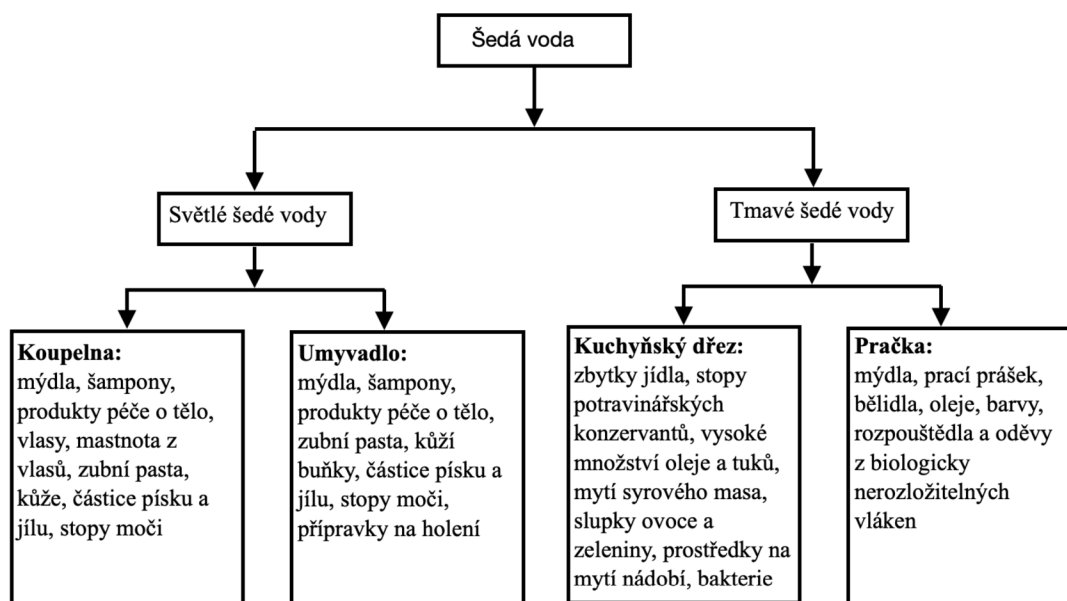 Šedá voda
Světlé šedé vody
Tmavé šedé vody
Koupelna:
mýdla, šampony,
produkty péče o tělo,
vlasy, mastnota z
vlasů, zubní pasta,
kůže, částice písku a
jílu, stopy moči
Umyvadlo:
mýdla, šampony,
produkty péče o tělo,
zubní pasta, kůží
buňky, částice písku a
jílu, stopy moči,
přípravky na holení
Kuchyňský dřez:
zbytky jídla, stopy
potravinářských
konzervantů, vysoké
množství oleje a tuků,
mytí syrového masa,
slupky ovoce a
zeleniny, prostředky na
mytí nádobí, bakterie
Pračka:
mýdla, prací prášek,
bělidla, oleje, barvy,
rozpouštědla a oděvy
z biologicky
nerozložitelných
vláken